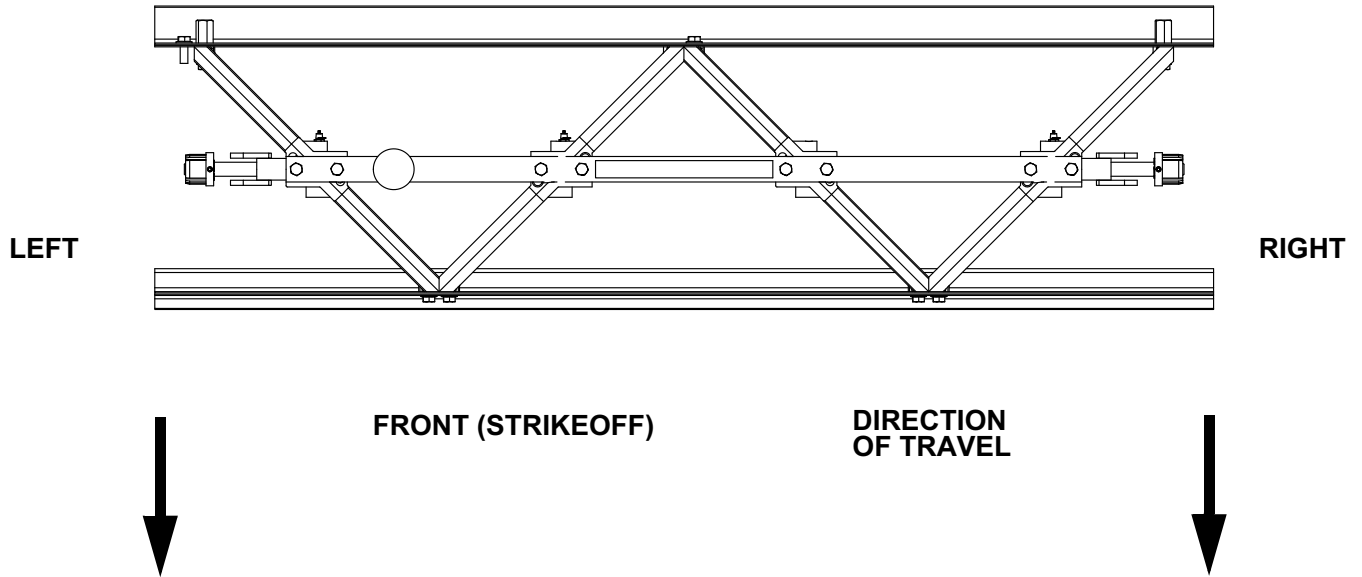 LEFT
RIGHT
FRONT (STRIKEOFF)
DIRECTION
OF TRAVEL